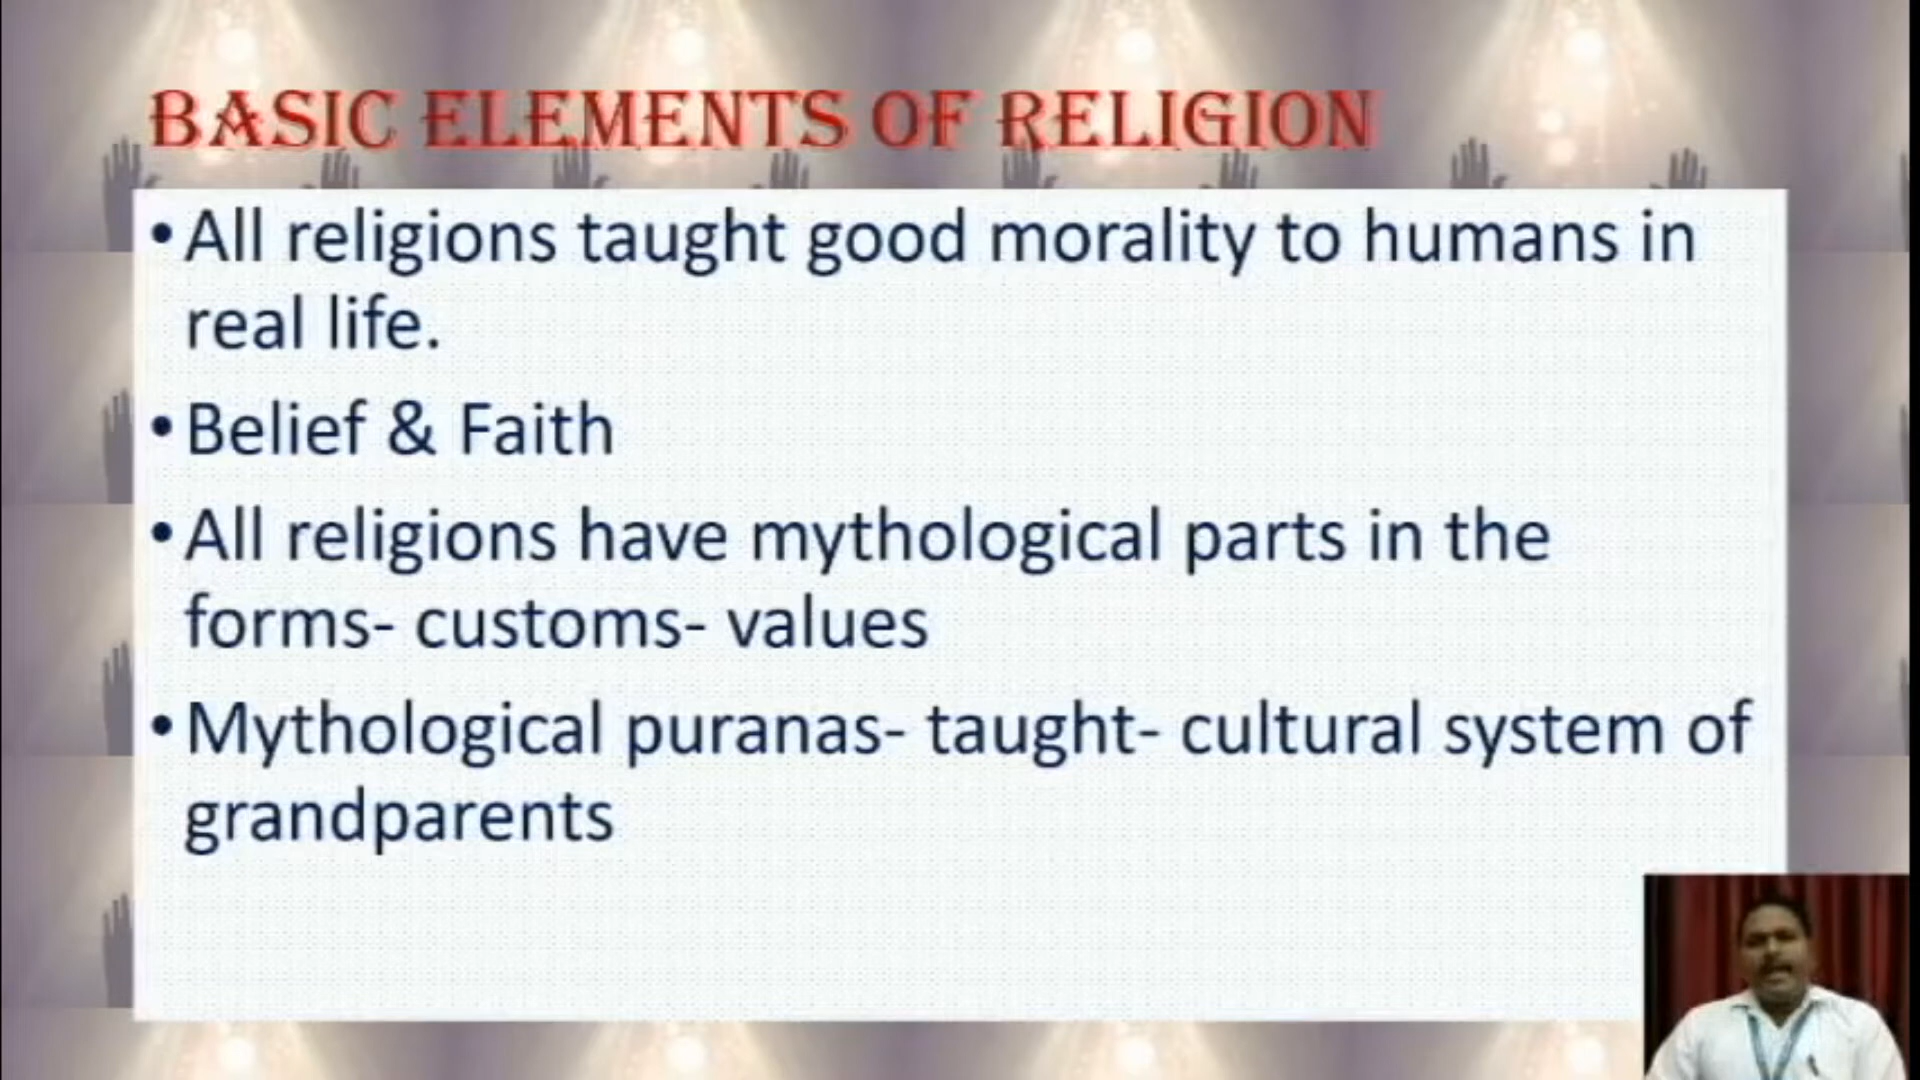 BASIC ELEMENTS OF RELIGION
•All religions taught good morality to humans in
real life.
•Belief & Faith
•All religions have mythological parts in the
forms- customs- values
•Mythological puranas- taught- cultural system of
grandparents